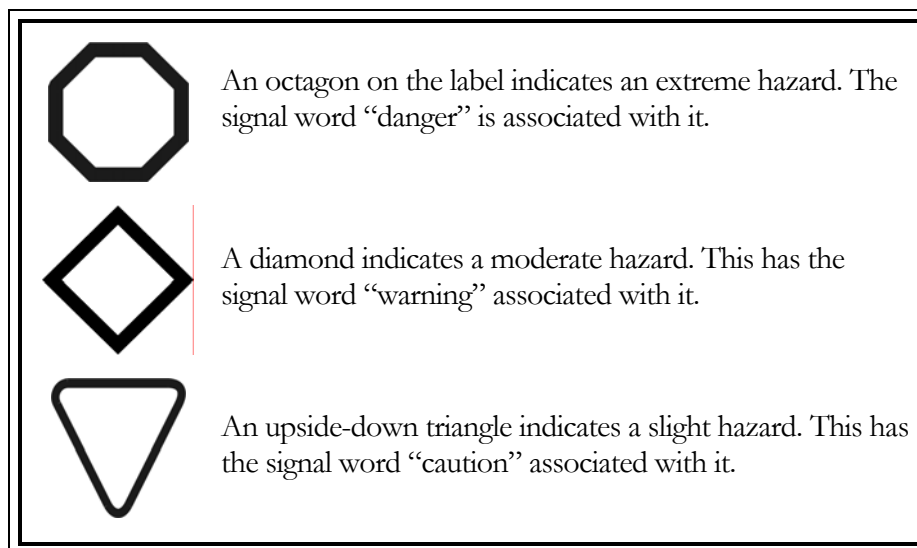 An octagon on the label indicates an extreme hazard. The
signal word “danger” is associated with it.
A diamond indicates a moderate hazard. This has the
signal word “warning” associated with it.
An upside-down triangle indicates a slight hazard. This has
the signal word “caution” associated with it.